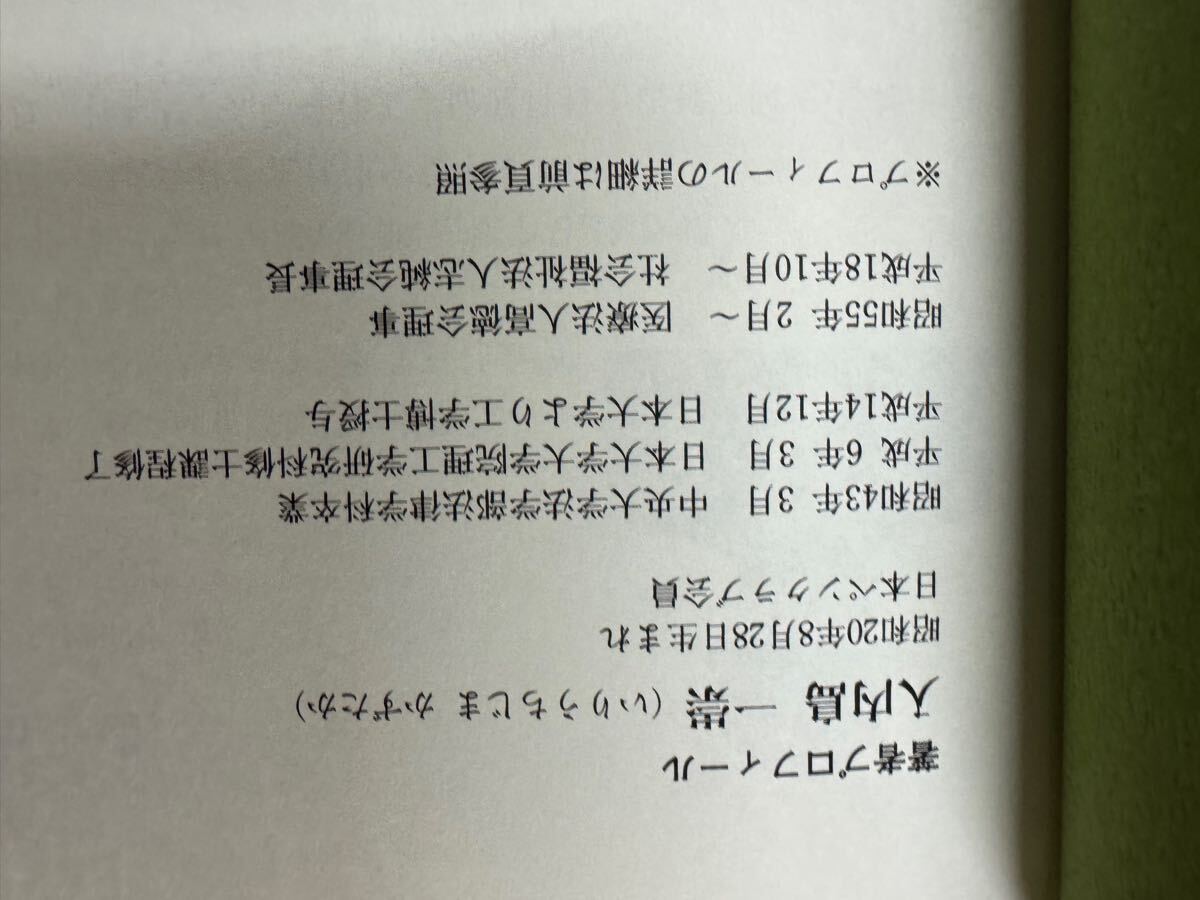 著者プロフィール
入内島 一崇 (いりうちじま かずたか)
昭和20年8月28日生まれ
日本ペンクラブ会員
昭和43年 3月 中央大学法学部法律学科卒業
平成 6年 3月 日本大学大学院理工学研究科修士課程修了
平成14年12月 日本大学より工学博士授与
昭和55年 2月～ 医療法人高徳会理事
平成18年10月～ 社会福祉法人志純会理事長
※プロフィールの詳細は前頁参照